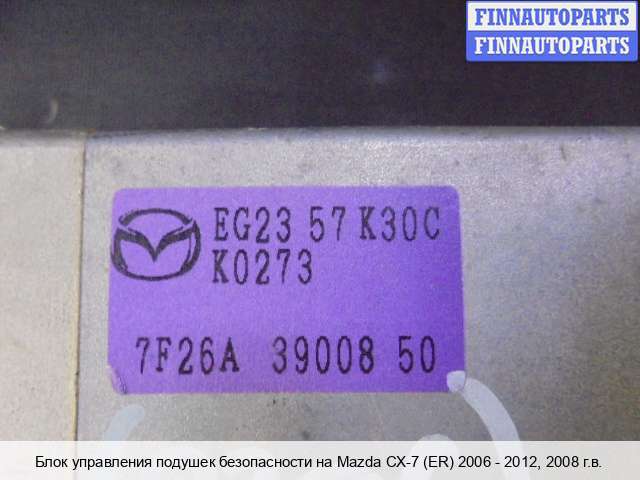 FINNAUTOPARTS
FINNAUTOPARTS
EG23 57 K30C
K0273
7F26A 39008 50
Блок управления подушек безопасности на Mazda CX-7 (ER) 2006 - 2012, 2008 г.в.